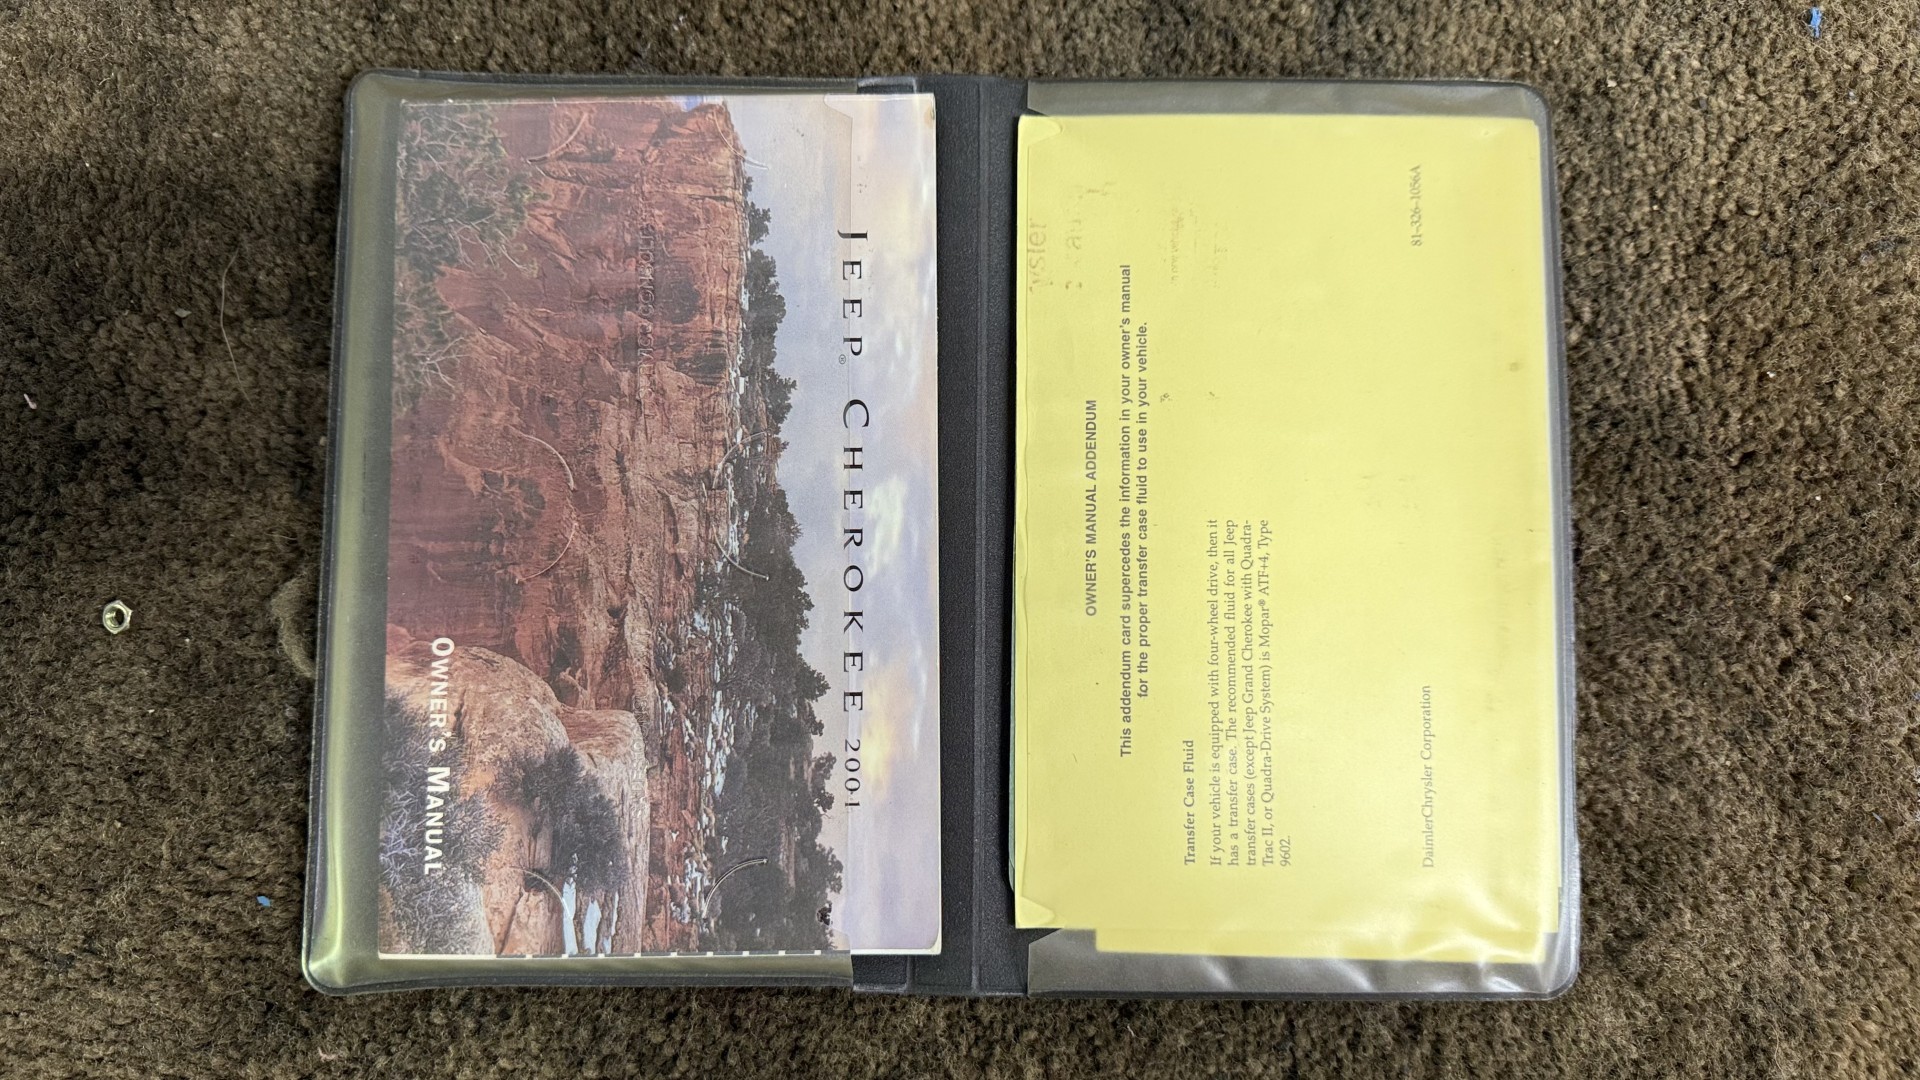 JEEP® CHEROKEE 2001
OWNER'S MANUAL
OWNER'S MANUAL ADDENDUM
This addendum card supercedes the information in your owner's manual
for the proper transfer case fluid to use in your vehicle.
Transfer Case Fluid
If your vehicle is equipped with four-wheel drive, then it
has a transfer case. The recommended fluid for all Jeep
transfer cases (except Jeep Grand Cherokee with Quadra-
Trac II, or Quadra-Drive System) is Mopar® ATF+4, Type
9602.
DaimlerChrysler Corporation
81-326-1086A